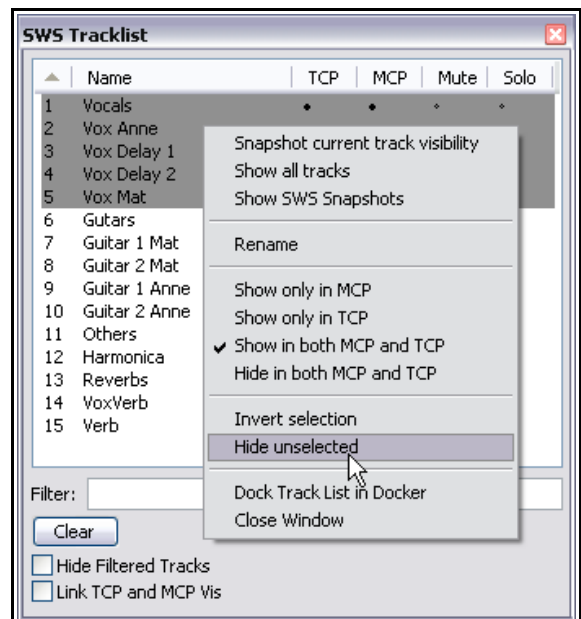 SWS Tracklist
Name TCP MCP Mute Solo
1 Vocals
2 Vox Anne
3 Vox Delay 1
4 Vox Delay 2
5 Vox Mat
6 Gutars
7 Guitar 1 Mat
8 Guitar 2 Mat
9 Guitar 1 Anne
10 Guitar 2 Anne
11 Others
12 Harmonica
13 Reverbs
14 VoxVerb
15 Verb
Snapshot current track visibility
Show all tracks
Show SWS Snapshots
Rename
Show only in MCP
Show only in TCP
Show in both MCP and TCP
Hide in both MCP and TCP
Invert selection
Hide unselected
Dock Track List in Docker
Close Window
Filter:
Clear
Hide Filtered Tracks
Link TCP and MCP Vis